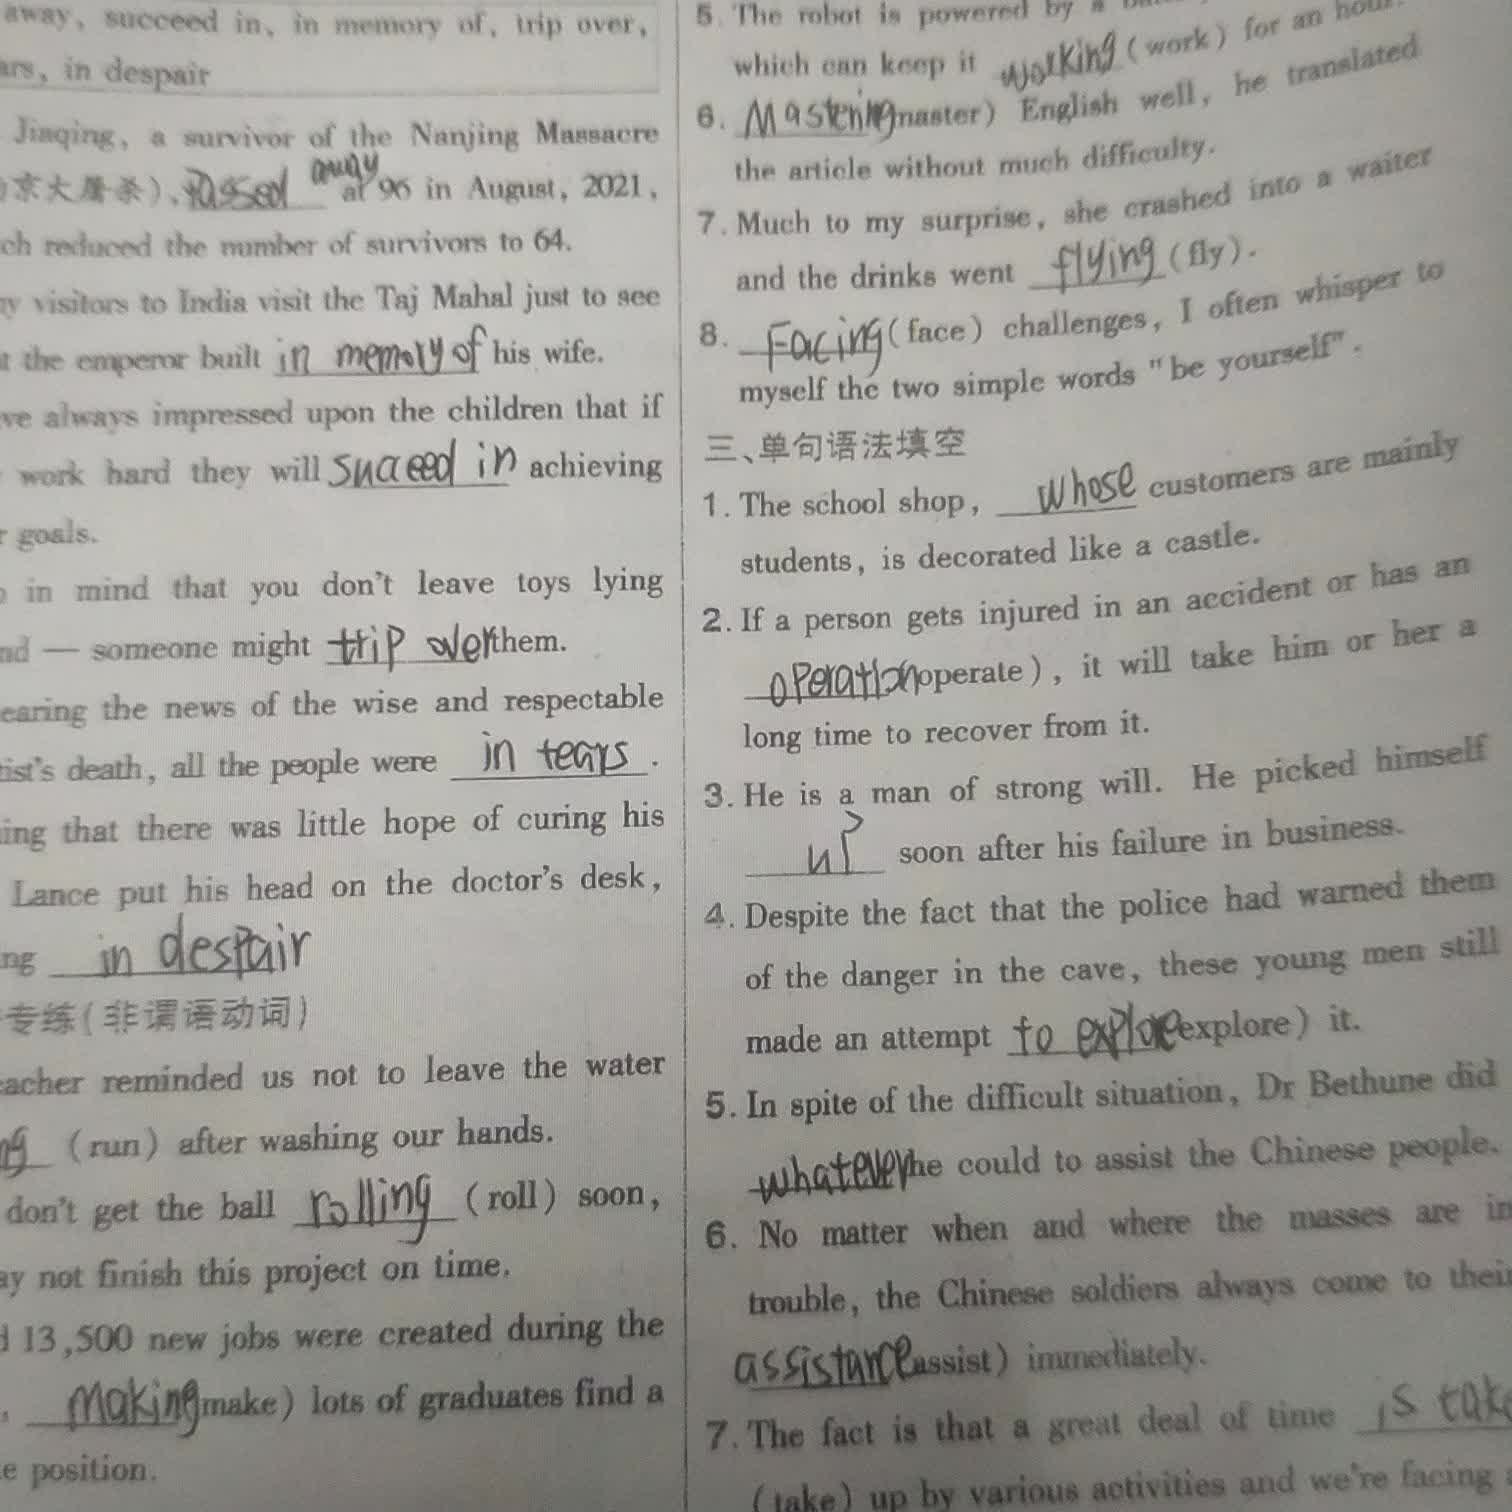 away, succeed in, in memory of, trip over,
in despair
Jiaqing, a survivor of the Nanjing Massacre
京大屠杀), passed away at 96 in August, 2021,
reduced the number of survivors to 64.
visitors to India visit the Taj Mahal just to see
the emperor built in memory of his wife.
always impressed upon the children that if
work hard they will succeed in achieving
goals.
in mind that you don't leave toys lying
— someone might trip over them.
the news of the wise and respectable
death, all the people were in tears.
that there was little hope of curing his
Lance put his head on the doctor's desk,
in despair
专练(非谓语动词)
reminded us not to leave the water
(run) after washing our hands.
don't get the ball rolling (roll) soon,
not finish this project on time.
13,500 new jobs were created during the
, making make) lots of graduates find a
position.
5. The robot is powered by a
which can keep it working (work) for an hour.
6. Mastering master) English well, he translated
the article without much difficulty.
7. Much to my surprise, she crashed into a waiter
and the drinks went flying (fly).
8. Facing (face) challenges, I often whisper to
myself the two simple words "be yourself".
三、单句语法填空
1. The school shop, whose customers are mainly
students, is decorated like a castle.
2. If a person gets injured in an accident or has an
operation operate), it will take him or her a
long time to recover from it.
3. He is a man of strong will. He picked himself
up soon after his failure in business.
4. Despite the fact that the police had warned them
of the danger in the cave, these young men still
made an attempt to explore explore) it.
5. In spite of the difficult situation, Dr Bethune did
whatever he could to assist the Chinese people.
6. No matter when and where the masses are in
trouble, the Chinese soldiers always come to their
assistance assist) immediately.
7. The fact is that a great deal of time is
(take) up by various activities and we're facing